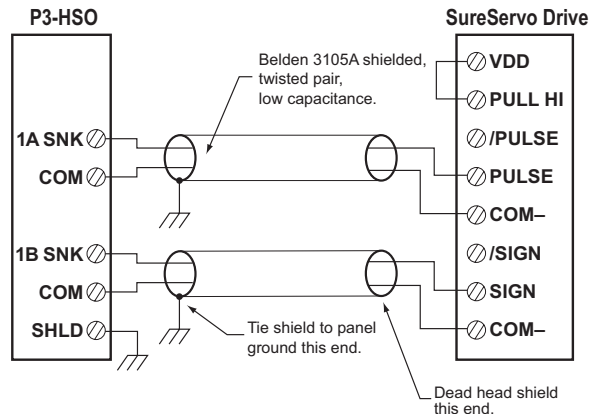 P3-HSO
SureServo Drive
Belden 3105A shielded,
twisted pair,
low capacitance.
VDD
PULL HI
1A SNK
/PULSE
COM
PULSE
COM–
1B SNK
/SIGN
COM
SIGN
SHLD
COM–
Tie shield to panel
ground this end.
Dead head shield
this end.